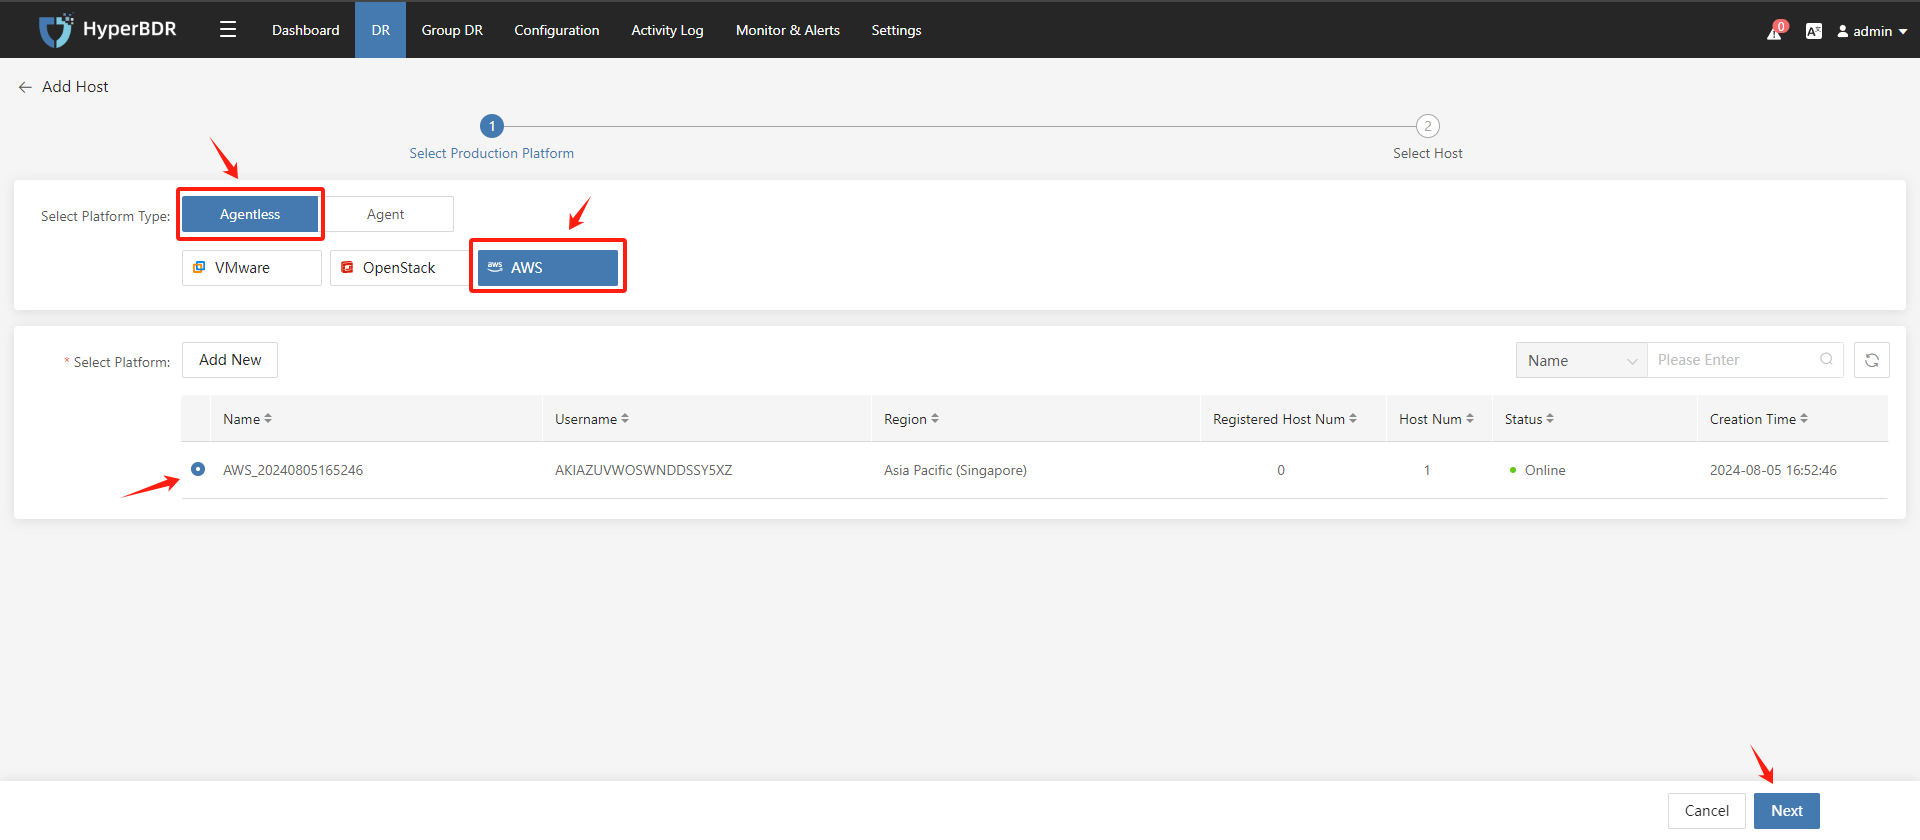 HyperBDR
Dashboard
DR
Group DR
Configuration
Activity Log
Monitor & Alerts
Settings
0
admin
Add Host
1
2
Select Production Platform
Select Host
Select Platform Type:
Agentless
Agent
VMware
OpenStack
aws
AWS
* Select Platform:
Add New
Name
Please Enter
Name
Username
Region
Registered Host Num
Host Num
Status
Creation Time
AWS_20240805165246
AKIAZUVWOSWNDDSSY5XZ
Asia Pacific (Singapore)
0
1
Online
2024-08-05 16:52:46
Cancel
Next